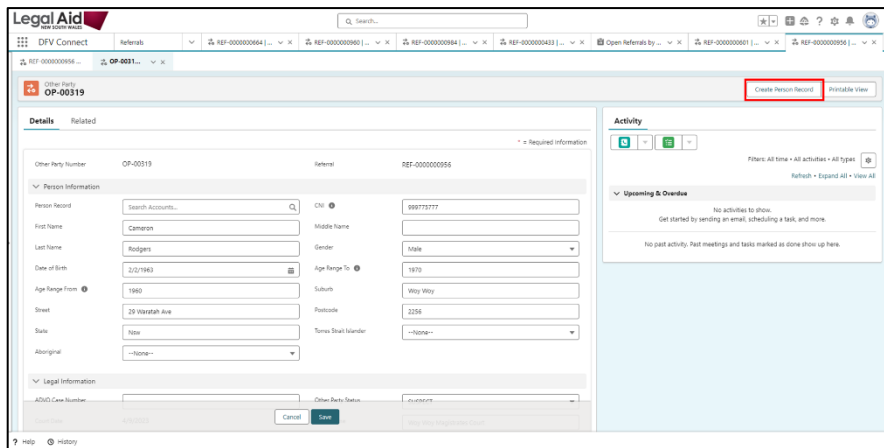 Legal Aid
NEW SOUTH WALES
Search...
DFV Connect
Referrals
REF-0000000664 | ...
REF-0000000960 | ...
REF-0000000984 | ...
REF-0000000433 | ...
Open Referrals by ...
REF-0000000601 | ...
REF-0000000956 | ...
REF-0000000956 ...
OP-0031...
Other Party
OP-00319
Create Person Record
Printable View
Details Related
* = Required Information
Other Party Number OP-00319 Referral REF-0000000956
Person Information
Person Record Search Accounts... CNI 999775777
First Name Cameron Middle Name
Last Name Rodgers Gender Male
Date of Birth 2/2/1963 Age Range To 1970
Age Range From 1960 Suburb Woy Woy
Street 29 Waratah Ave Postcode 2256
State Nsw Torres Strait Islander --None--
Aboriginal --None--
Legal Information
ADVO Case Number Other Party Status SUSPECT
Cancel Save
Activity
Filters: All time • All activities • All types
Refresh • Expand All • View All
Upcoming & Overdue
No activities to show.
Get started by sending an email, scheduling a task, and more.
No past activity. Past meetings and tasks marked as done show up here.
Help History